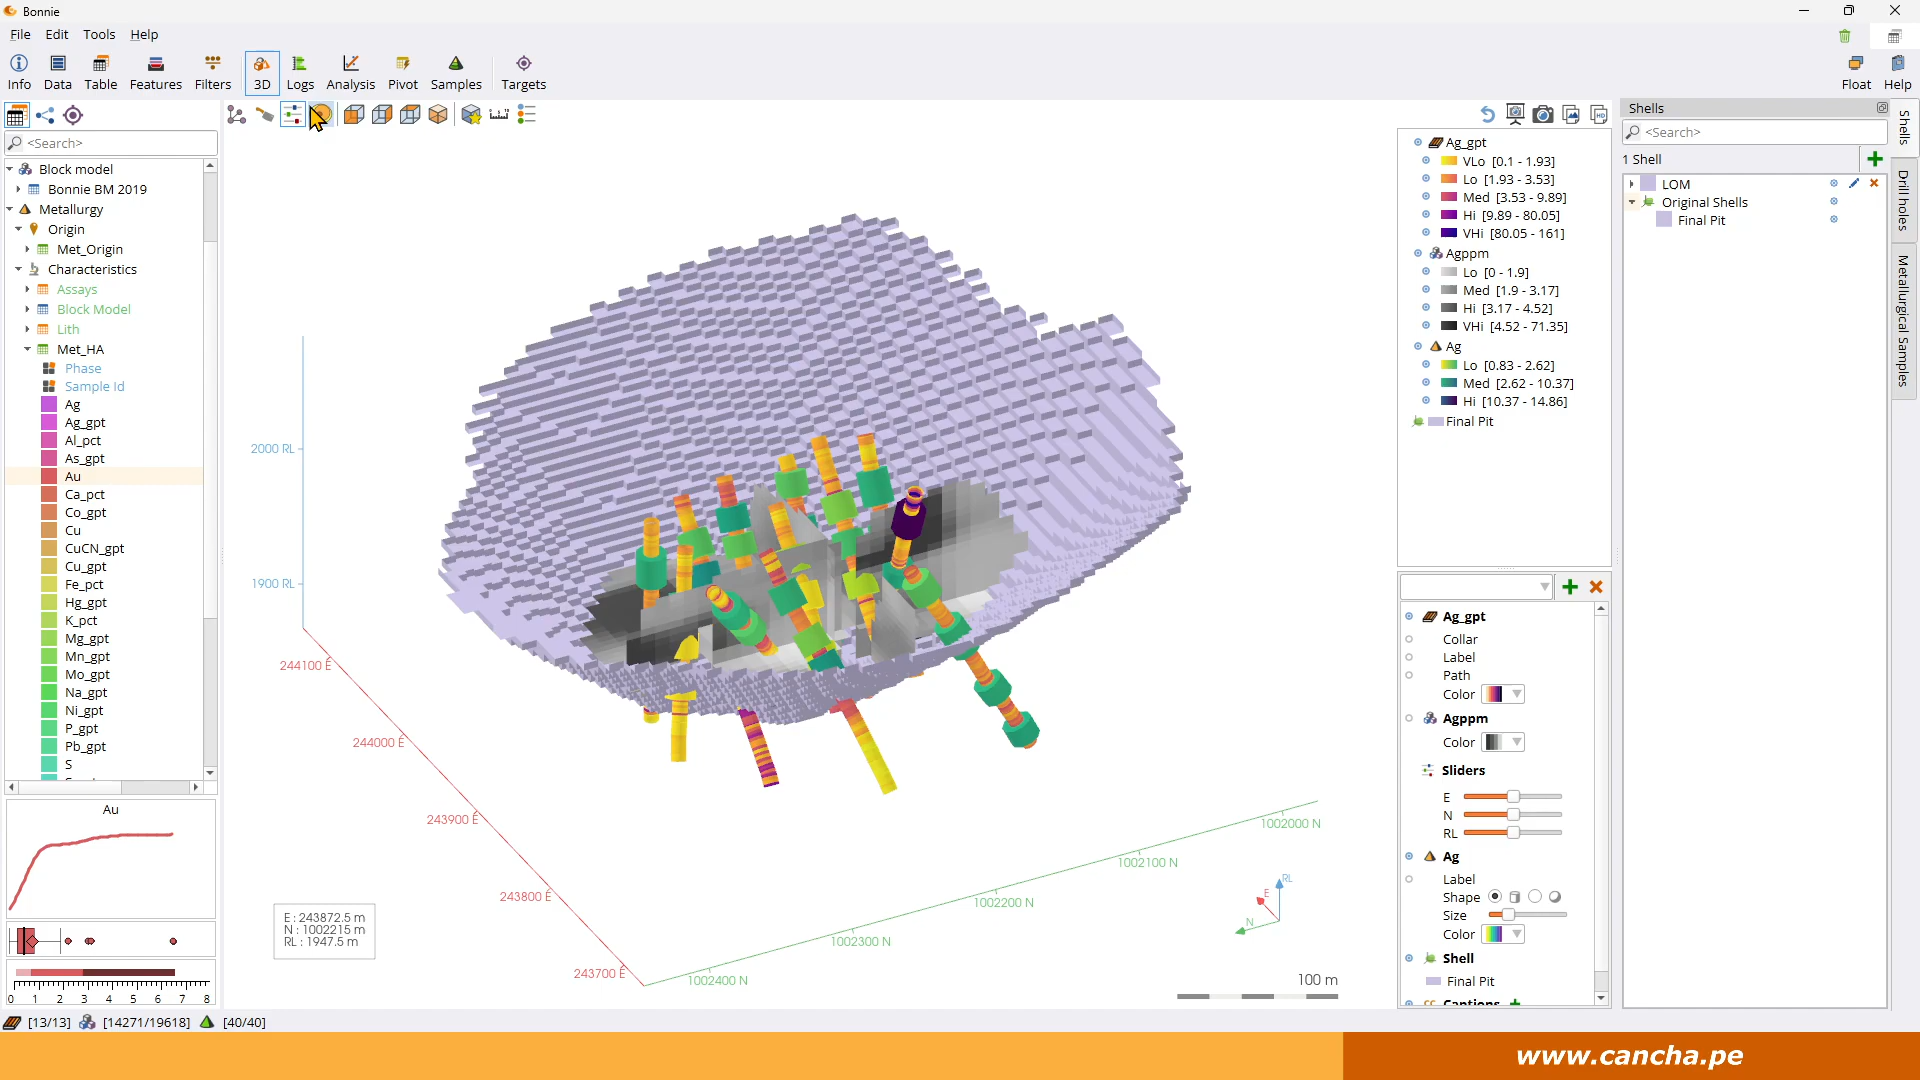 Bonnie
File Edit Tools Help
Info Data Table Features Filters 3D Logs Analysis Pivot Samples Targets Float Help
<Search>
Block model
Bonnie BM 2019
Metallurgy
Origin
Met_Origin
Characteristics
Assays
Block Model
Lith
Met_HA
Phase
Sample Id
Ag
Ag_gpt
Al_pct
As_gpt
Au
Ca_pct
Co_gpt
Cu
CuCN_gpt
Cu_gpt
Fe_pct
Hg_gpt
K_pct
Mg_gpt
Mn_gpt
Mo_gpt
Na_gpt
Ni_gpt
P_gpt
Pb_gpt
S
Au
0 1 2 3 4 5 6 7 8
[13/13] [14271/19618] [40/40]
2000 RL
1900 RL
244100 E
244000 E
243900 E
243800 E
243700 E
1002400 N
1002300 N
1002200 N
1002100 N
1002000 N
E : 243872.5 m
N : 1002215 m
RL : 1947.5 m
RL
E
N
100 m
Ag_gpt
VLo [0.1 - 1.93]
Lo [1.93 - 3.53]
Med [3.53 - 9.89]
Hi [9.89 - 80.05]
VHi [80.05 - 161]
Agppm
Lo [0 - 1.9]
Med [1.9 - 3.17]
Hi [3.17 - 4.52]
VHi [4.52 - 71.35]
Ag
Lo [0.83 - 2.62]
Med [2.62 - 10.37]
Hi [10.37 - 14.86]
Final Pit
Ag_gpt
Collar
Label
Path
Color
Agppm
Color
Sliders
E
N
RL
Ag
Label
Shape
Size
Color
Shell
Final Pit
Captions
Shells
<Search>
1 Shell
LOM
Original Shells
Final Pit
Shells
Drill holes
Metallurgical Samples
www.cancha.pe